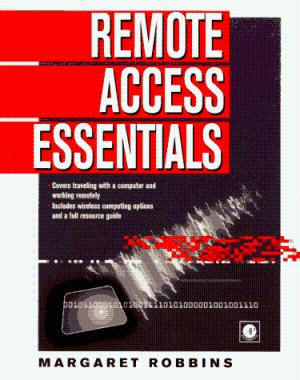 REMOTE
ACCESS
ESSENTIALS
Covers traveling with a computer and
working remotely
Includes wireless computing options
and a full resource guide
MARGARET ROBBINS